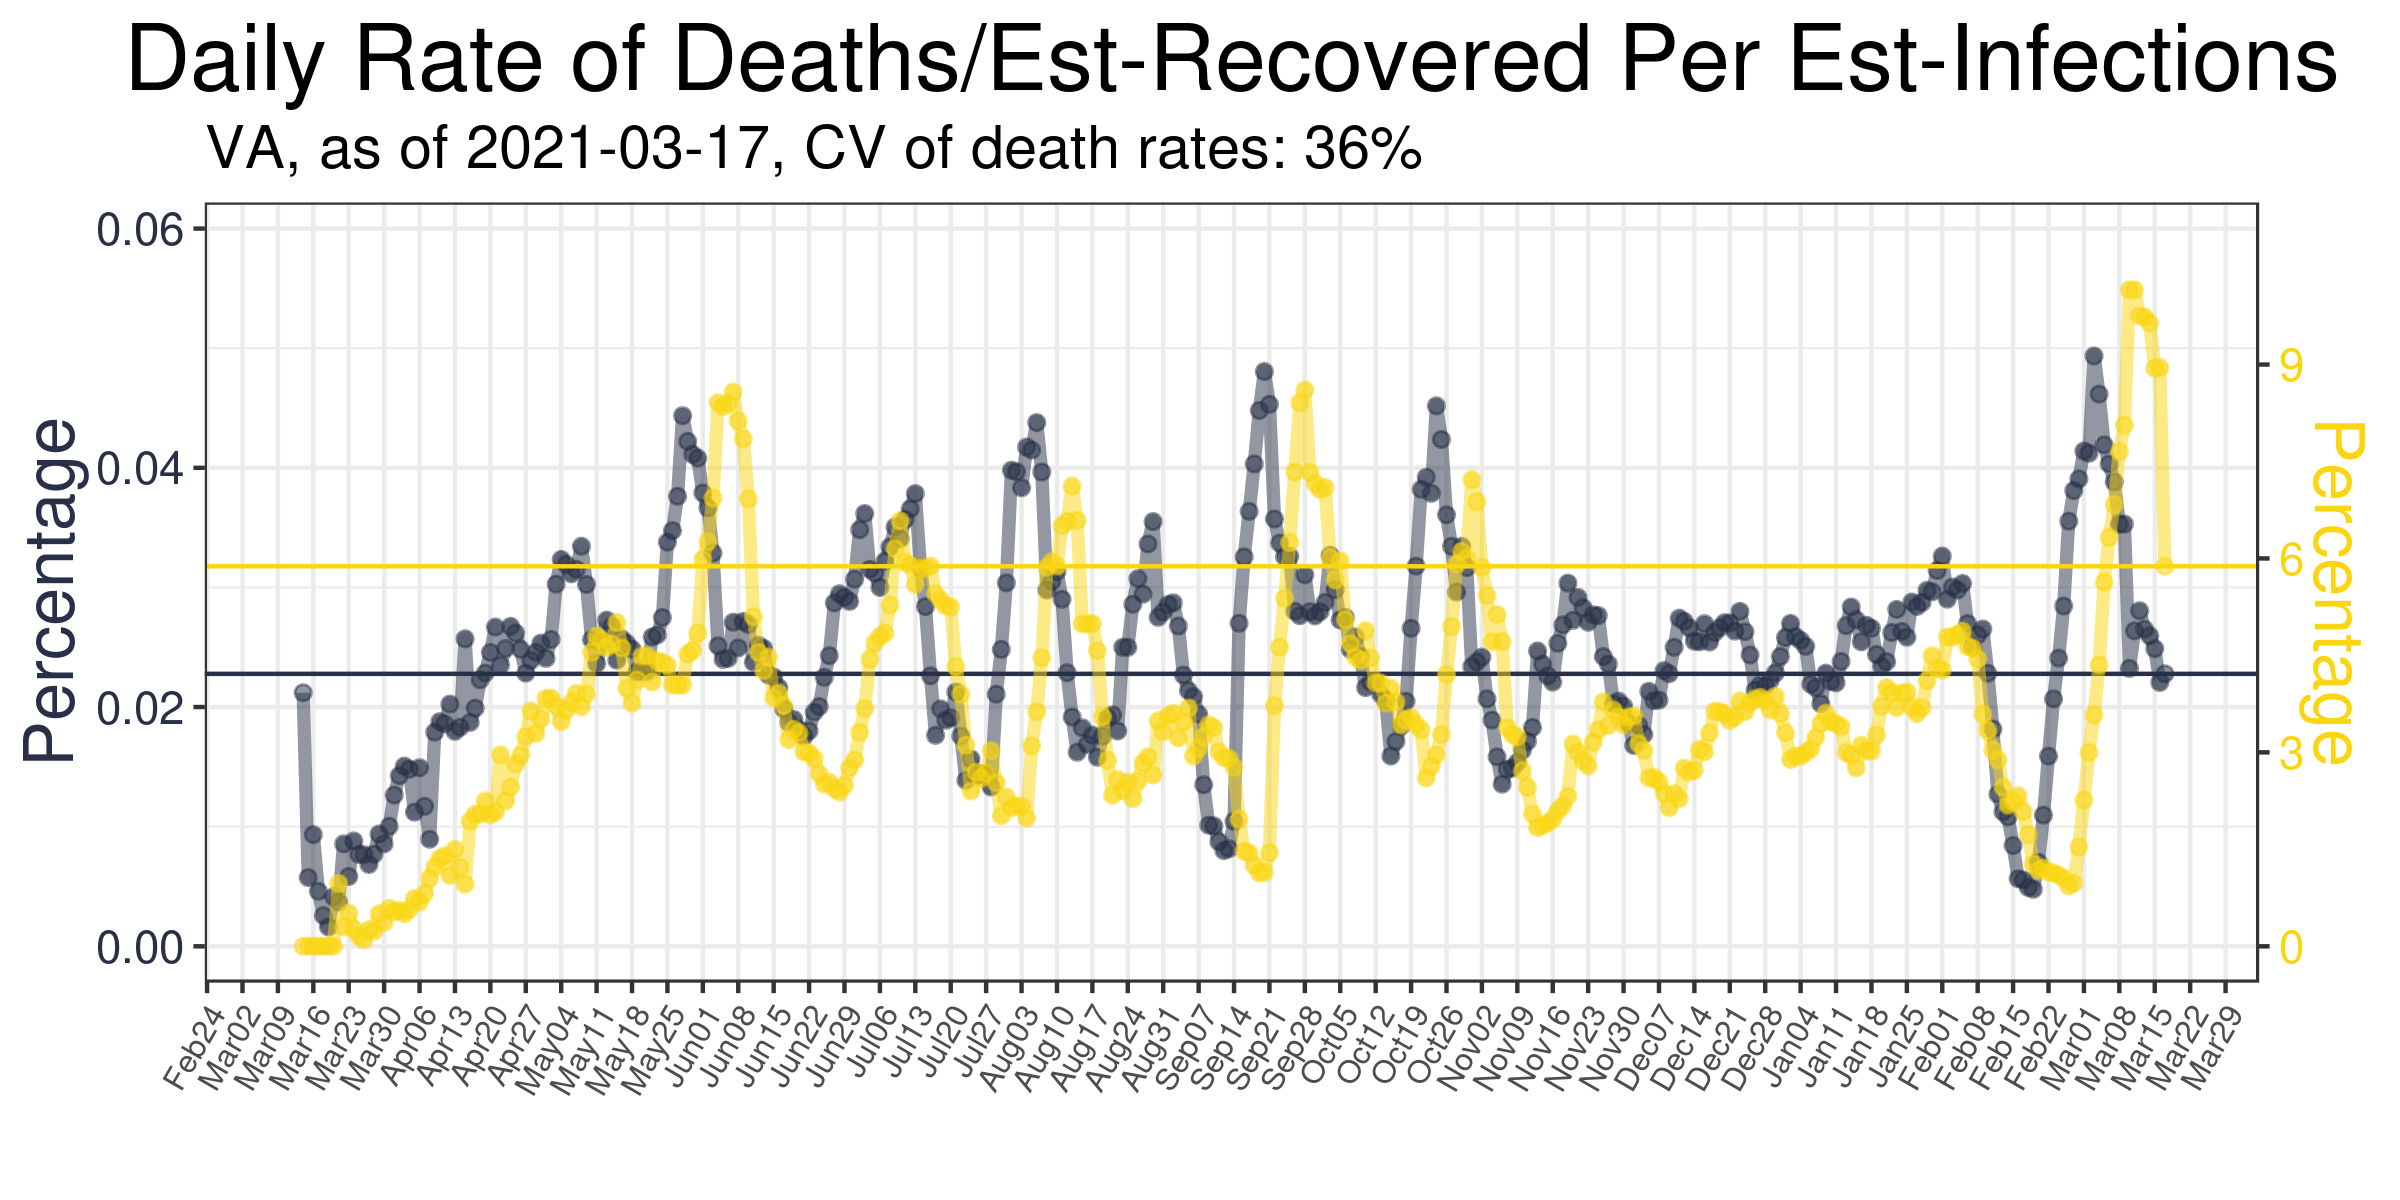 Daily Rate of Deaths/Est-Recovered Per Est-Infections
VA, as of 2021-03-17, CV of death rates: 36%
Percentage
0.06
0.04
0.02
0.00
9
6
3
0
Percentage
Feb24
Mar02
Mar09
Mar16
Mar23
Mar30
Apr06
Apr13
Apr20
Apr27
May04
May11
May18
May25
Jun01
Jun08
Jun15
Jun22
Jun29
Jul06
Jul13
Jul20
Jul27
Aug03
Aug10
Aug17
Aug24
Aug31
Sep07
Sep14
Sep21
Sep28
Oct05
Oct12
Oct19
Oct26
Nov02
Nov09
Nov16
Nov23
Nov30
Dec07
Dec14
Dec21
Dec28
Jan04
Jan11
Jan18
Jan25
Feb01
Feb08
Feb15
Feb22
Mar01
Mar08
Mar15
Mar22
Mar29